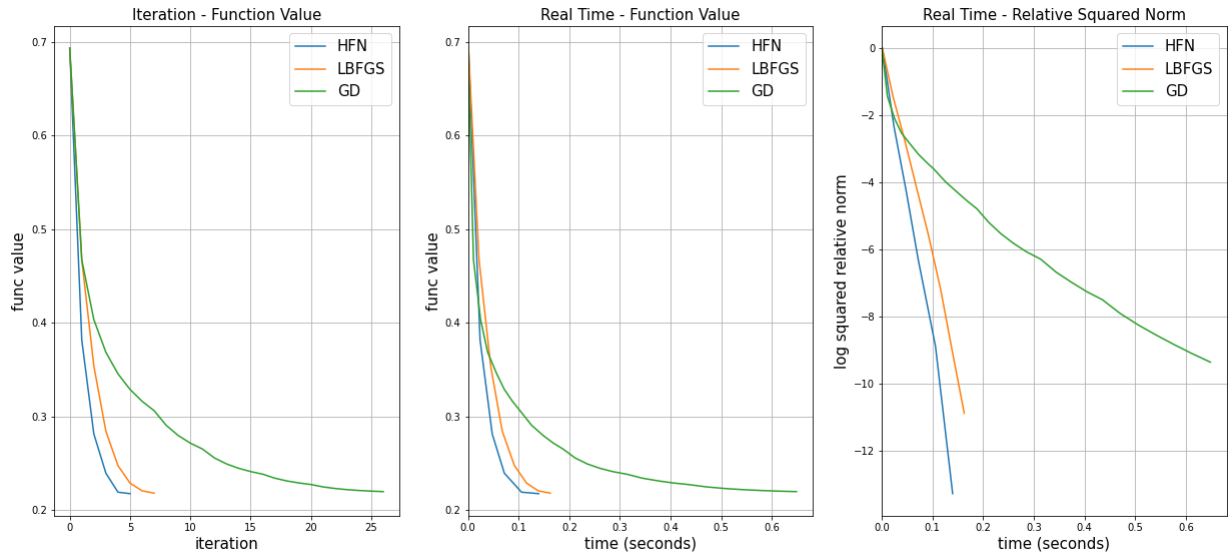 Iteration - Function Value
func value
0.7
0.6
0.5
0.4
0.3
0.2
HFN
LBFGS
GD
0 5 10 15 20 25
iteration
Real Time - Function Value
func value
0.7
0.6
0.5
0.4
0.3
0.2
HFN
LBFGS
GD
0.0 0.1 0.2 0.3 0.4 0.5 0.6
time (seconds)
Real Time - Relative Squared Norm
log squared relative norm
0
−2
−4
−6
−8
−10
−12
HFN
LBFGS
GD
0.0 0.1 0.2 0.3 0.4 0.5 0.6
time (seconds)